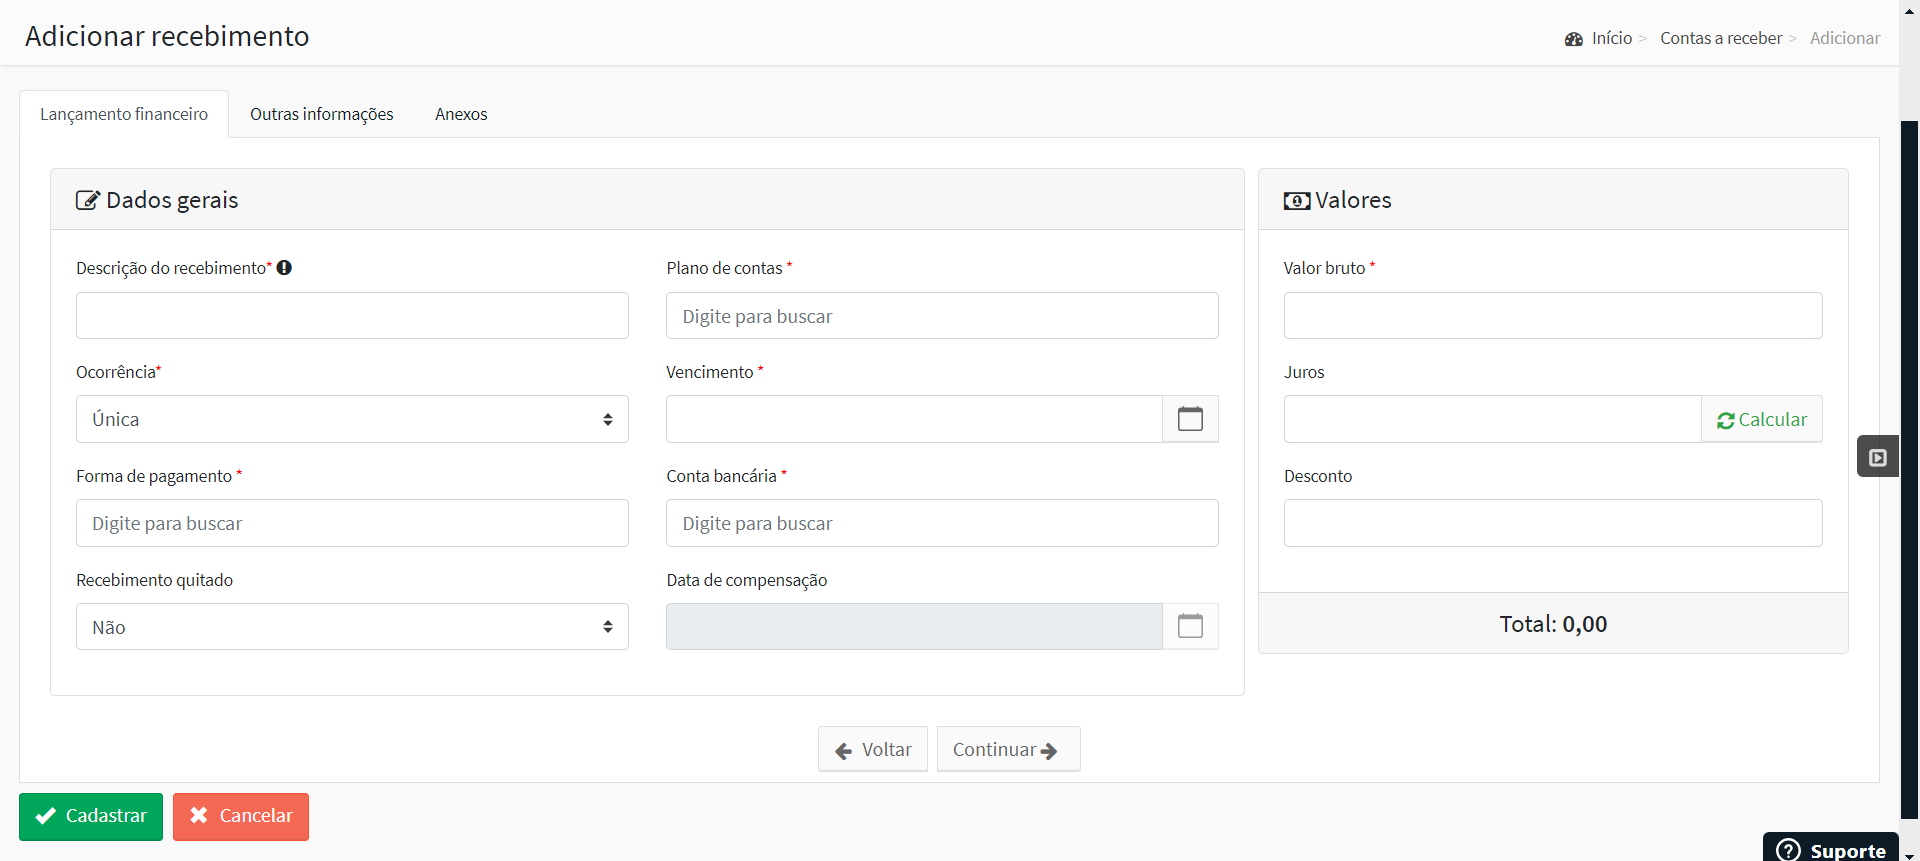 Adicionar recebimento
Início > Contas a receber > Adicionar
Lançamento financeiro
Outras informações
Anexos
Dados gerais
Descrição do recebimento*
Plano de contas *
Digite para buscar
Ocorrência*
Única
Vencimento *
Forma de pagamento *
Digite para buscar
Conta bancária *
Digite para buscar
Recebimento quitado
Não
Data de compensação
Valores
Valor bruto *
Juros
Calcular
Desconto
Total: 0,00
Voltar
Continuar
Cadastrar
Cancelar
Suporte